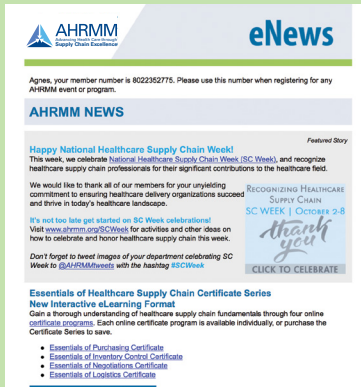 AHRMM
Advancing Health Care through
Supply Chain Excellence
eNews
Agnes, your member number is 8022352775. Please use this number when registering for any
AHRMM event or program.
AHRMM NEWS
Featured Story
Happy National Healthcare Supply Chain Week!
This week, we celebrate National Healthcare Supply Chain Week (SC Week), and recognize
healthcare supply chain professionals for their significant contributions to the healthcare field.
We would like to thank all of our members for your unyielding
commitment to ensuring healthcare delivery organizations succeed
and thrive in today's healthcare landscape.
It's not too late get started on SC Week celebrations!
Visit www.ahrmm.org/SCWeek for activities and other ideas on
how to celebrate and honor healthcare supply chain this week.
Don't forget to tweet images of your department celebrating SC
Week to @AHRMMtweets with the hashtag #SCWeek
RECOGNIZING HEALTHCARE
SUPPLY CHAIN
SC WEEK | OCTOBER 2-8
thank
you
CLICK TO CELEBRATE
Essentials of Healthcare Supply Chain Certificate Series
New Interactive eLearning Format
Gain a thorough understanding of healthcare supply chain fundamentals through four online
certificate programs. Each online certificate program is available individually, or purchase the
Certificate Series to save.
• Essentials of Purchasing Certificate
• Essentials of Inventory Control Certificate
• Essentials of Negotiations Certificate
• Essentials of Logistics Certificate